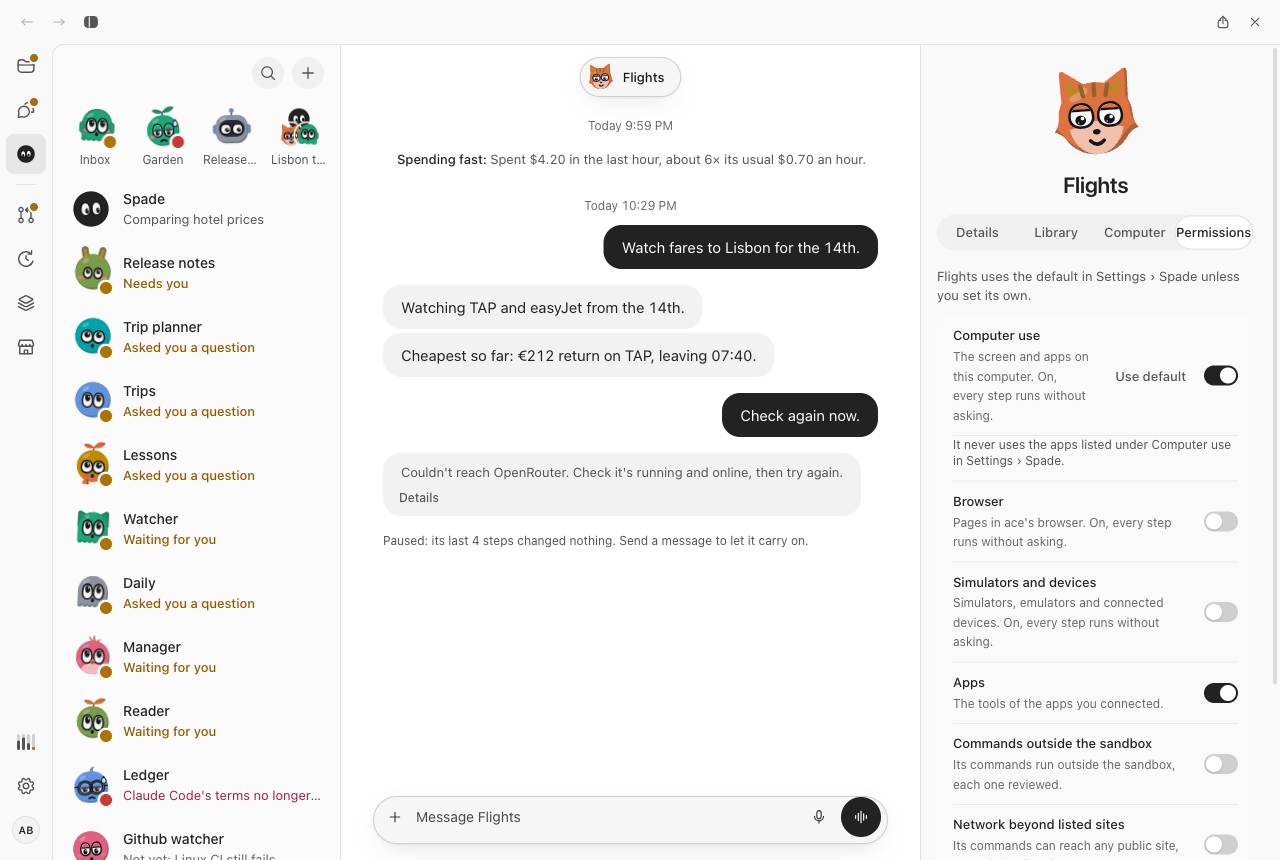 Inbox
Garden
Release...
Lisbon t...
Spade
Comparing hotel prices
Release notes
Needs you
Trip planner
Asked you a question
Trips
Asked you a question
Lessons
Asked you a question
Watcher
Waiting for you
Daily
Asked you a question
Manager
Waiting for you
Reader
Waiting for you
Ledger
Claude Code's terms no longer...
Github watcher
Not yet: Linux CI still fails
AB
Flights
Today 9:59 PM
Spending fast: Spent $4.20 in the last hour, about 6× its usual $0.70 an hour.
Today 10:29 PM
Watch fares to Lisbon for the 14th.
Watching TAP and easyJet from the 14th.
Cheapest so far: €212 return on TAP, leaving 07:40.
Check again now.
Couldn't reach OpenRouter. Check it's running and online, then try again.
Details
Paused: its last 4 steps changed nothing. Send a message to let it carry on.
Message Flights
Flights
Details Library Computer Permissions
Flights uses the default in Settings › Spade unless
you set its own.
Computer use
The screen and apps on
this computer. On,
every step runs without
asking.
Use default
It never uses the apps listed under Computer use
in Settings › Spade.
Browser
Pages in ace's browser. On, every step
runs without asking.
Simulators and devices
Simulators, emulators and connected
devices. On, every step runs without
asking.
Apps
The tools of the apps you connected.
Commands outside the sandbox
Its commands run outside the sandbox,
each one reviewed.
Network beyond listed sites
Its commands can reach any public site,